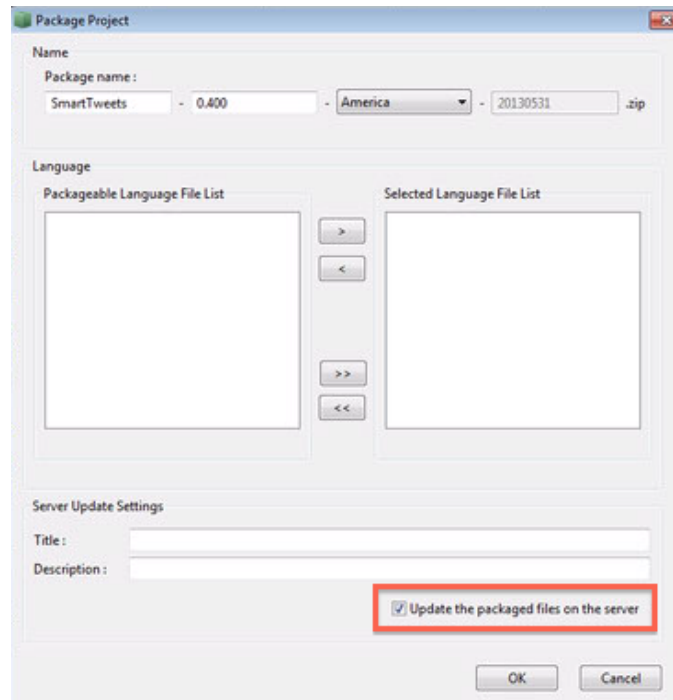 Package Project
Name
Package name :
SmartTweets - 0.400 - America - 20130531 .zip
Language
Packageable Language File List Selected Language File List
>
<
>>
<<
Server Update Settings
Title :
Description :
Update the packaged files on the server
OK Cancel